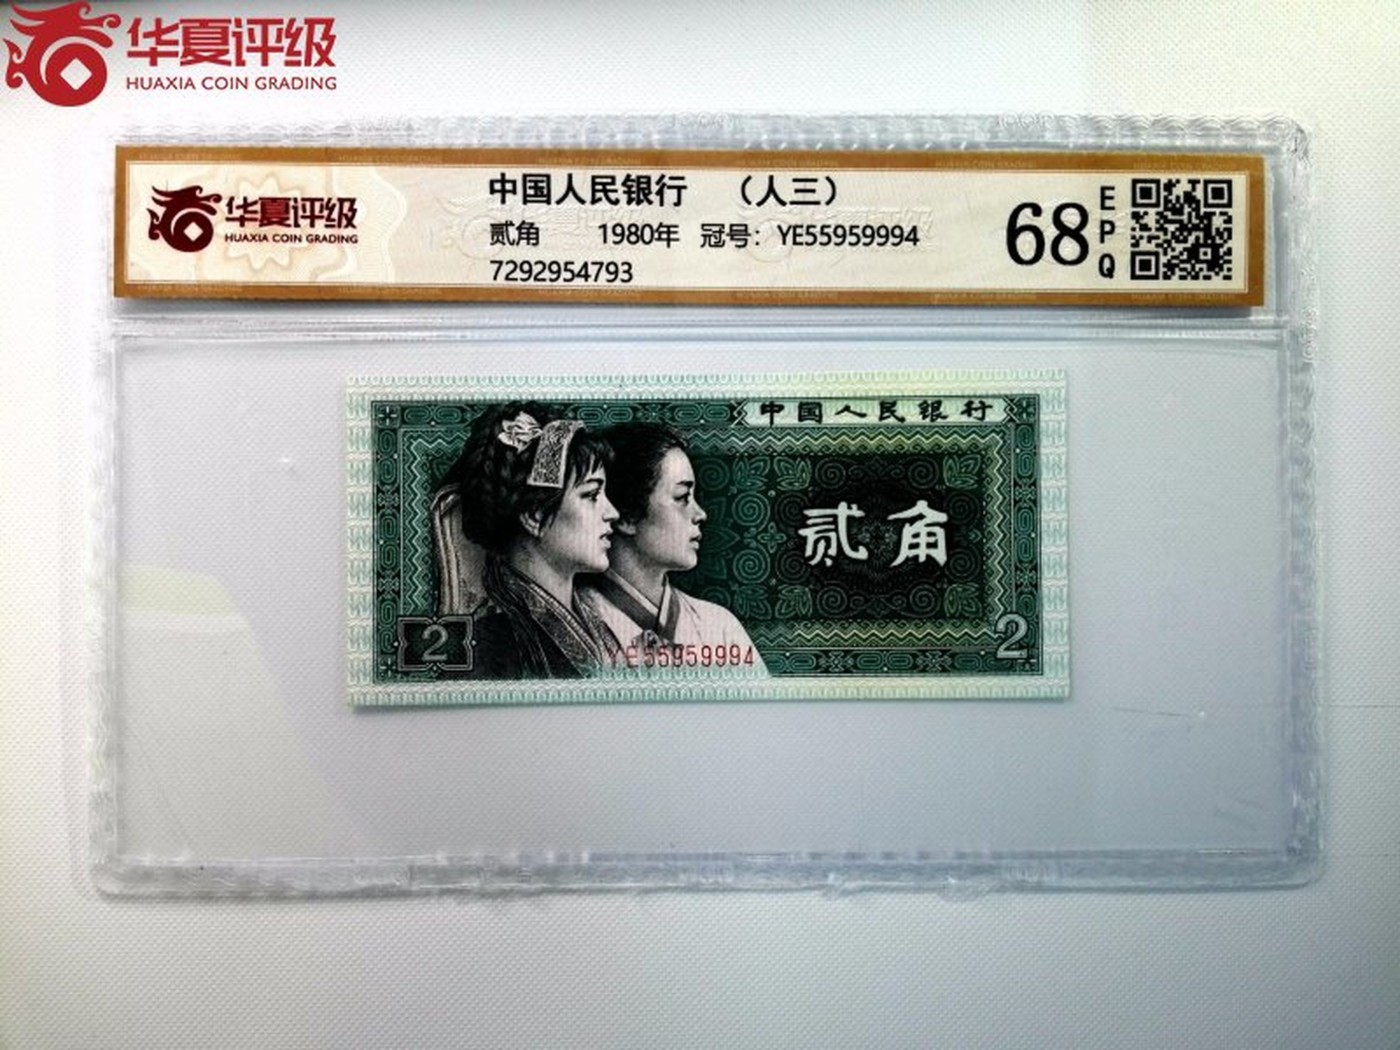 华夏评级
HUAXIA COIN GRADING
华夏评级
HUAXIA COIN GRADING
中国人民银行 （人三）
贰角 1980年 冠号：YE55959994
7292954793
68
EPQ
中国人民银行
贰角
2
2
YE55959994